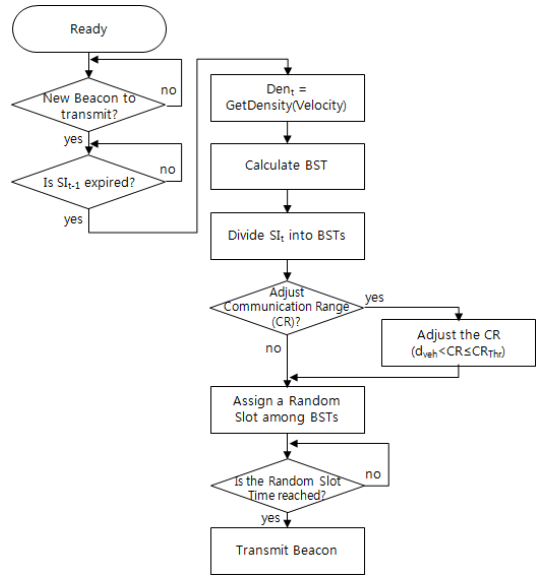 Ready
New Beacon to
transmit?
no
yes
Is SIt-1 expired?
no
yes
Dent =
GetDensity(Velocity)
Calculate BST
Divide SIt into BSTs
Adjust
Communication Range
(CR)?
yes
no
Adjust the CR
(dveh<CR≤CRThr)
Assign a Random
Slot among BSTs
Is the Random Slot
Time reached?
no
yes
Transmit Beacon